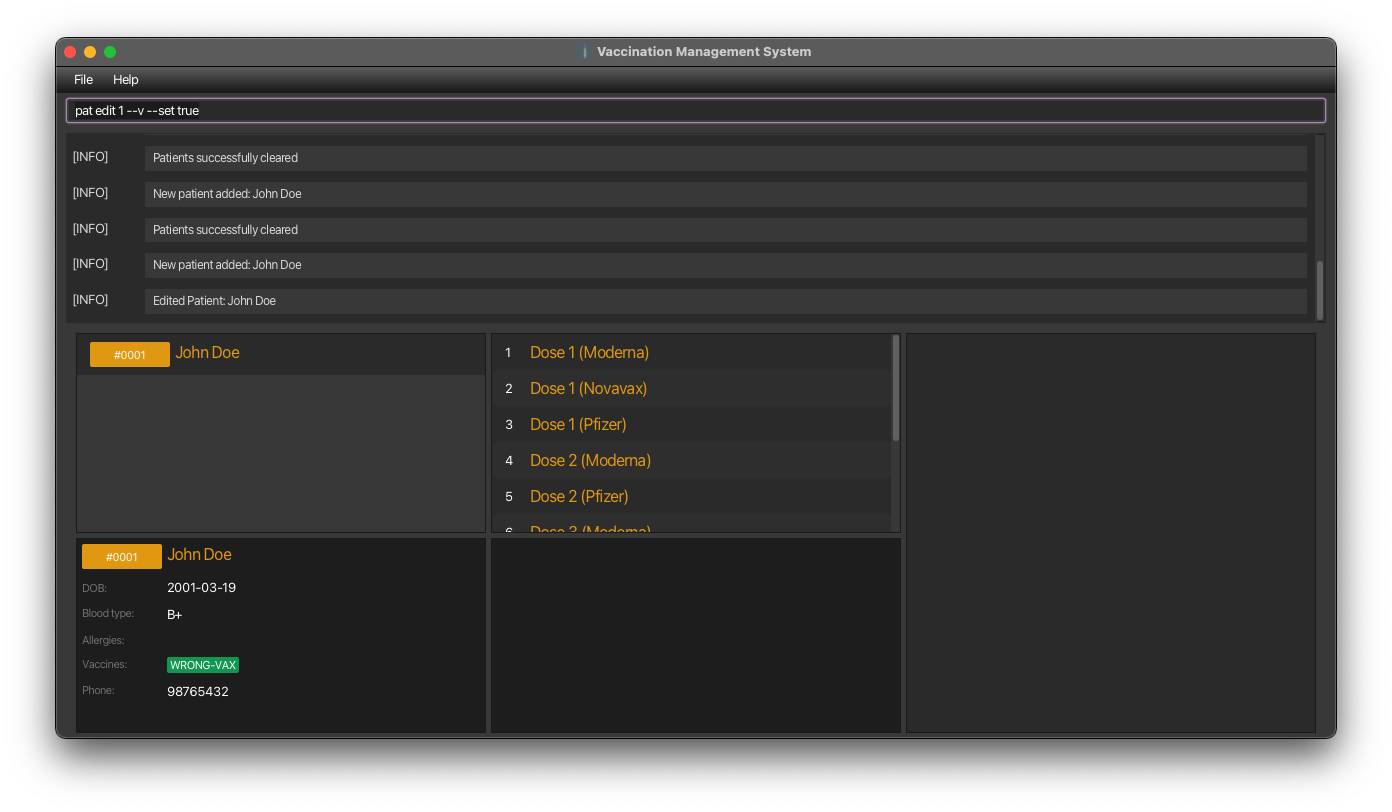 Vaccination Management System
File Help
pat edit 1 --v --set true
[INFO] Patients successfully cleared
[INFO] New patient added: John Doe
[INFO] Patients successfully cleared
[INFO] New patient added: John Doe
[INFO] Edited Patient: John Doe
#0001 John Doe
1 Dose 1 (Moderna)
2 Dose 1 (Novavax)
3 Dose 1 (Pfizer)
4 Dose 2 (Moderna)
5 Dose 2 (Pfizer)
6 Dose 3 (Moderna)
#0001 John Doe
DOB: 2001-03-19
Blood type: B+
Allergies:
Vaccines: WRONG-VAX
Phone: 98765432